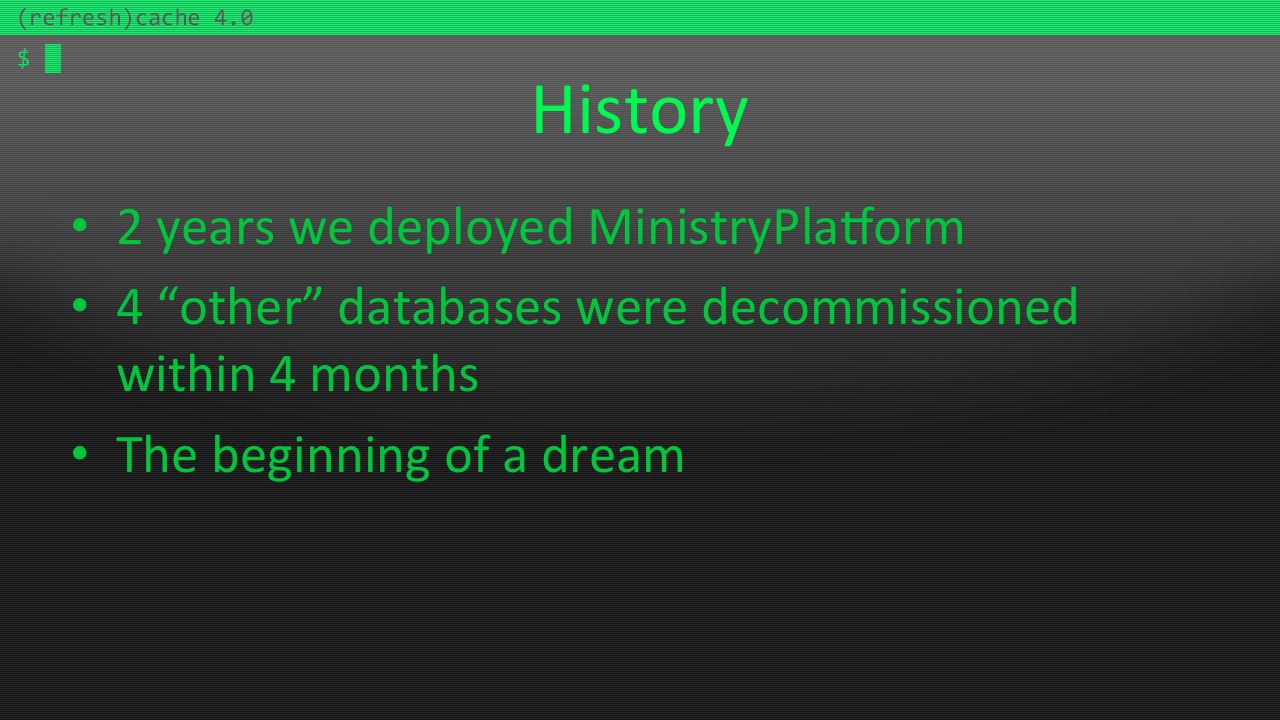 (refresh)cache 4.0
$
History
• 2 years we deployed MinistryPlatform
• 4 “other” databases were decommissioned
within 4 months
• The beginning of a dream